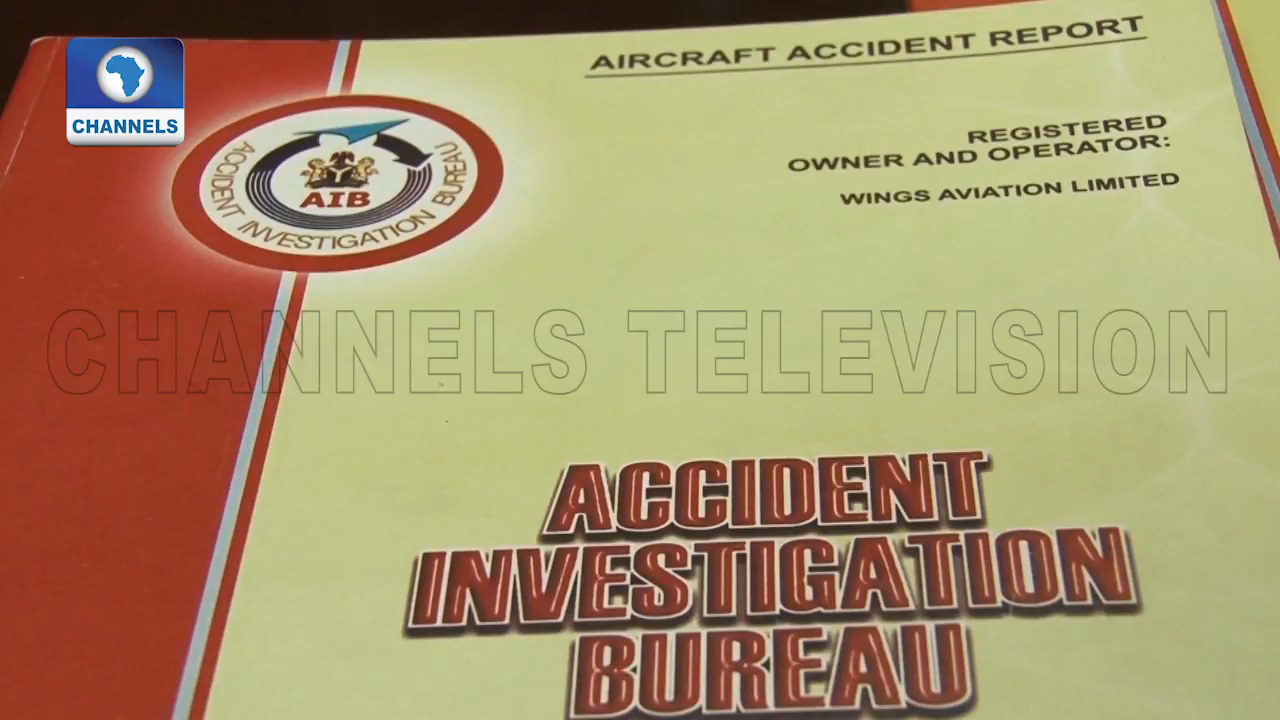 CHANNELS
AIRCRAFT ACCIDENT REPORT
REGISTERED
OWNER AND OPERATOR:
WINGS AVIATION LIMITED
ACCIDENT INVESTIGATION BUREAU
AIB
CHANNELS TELEVISION
ACCIDENT
INVESTIGATION
BUREAU